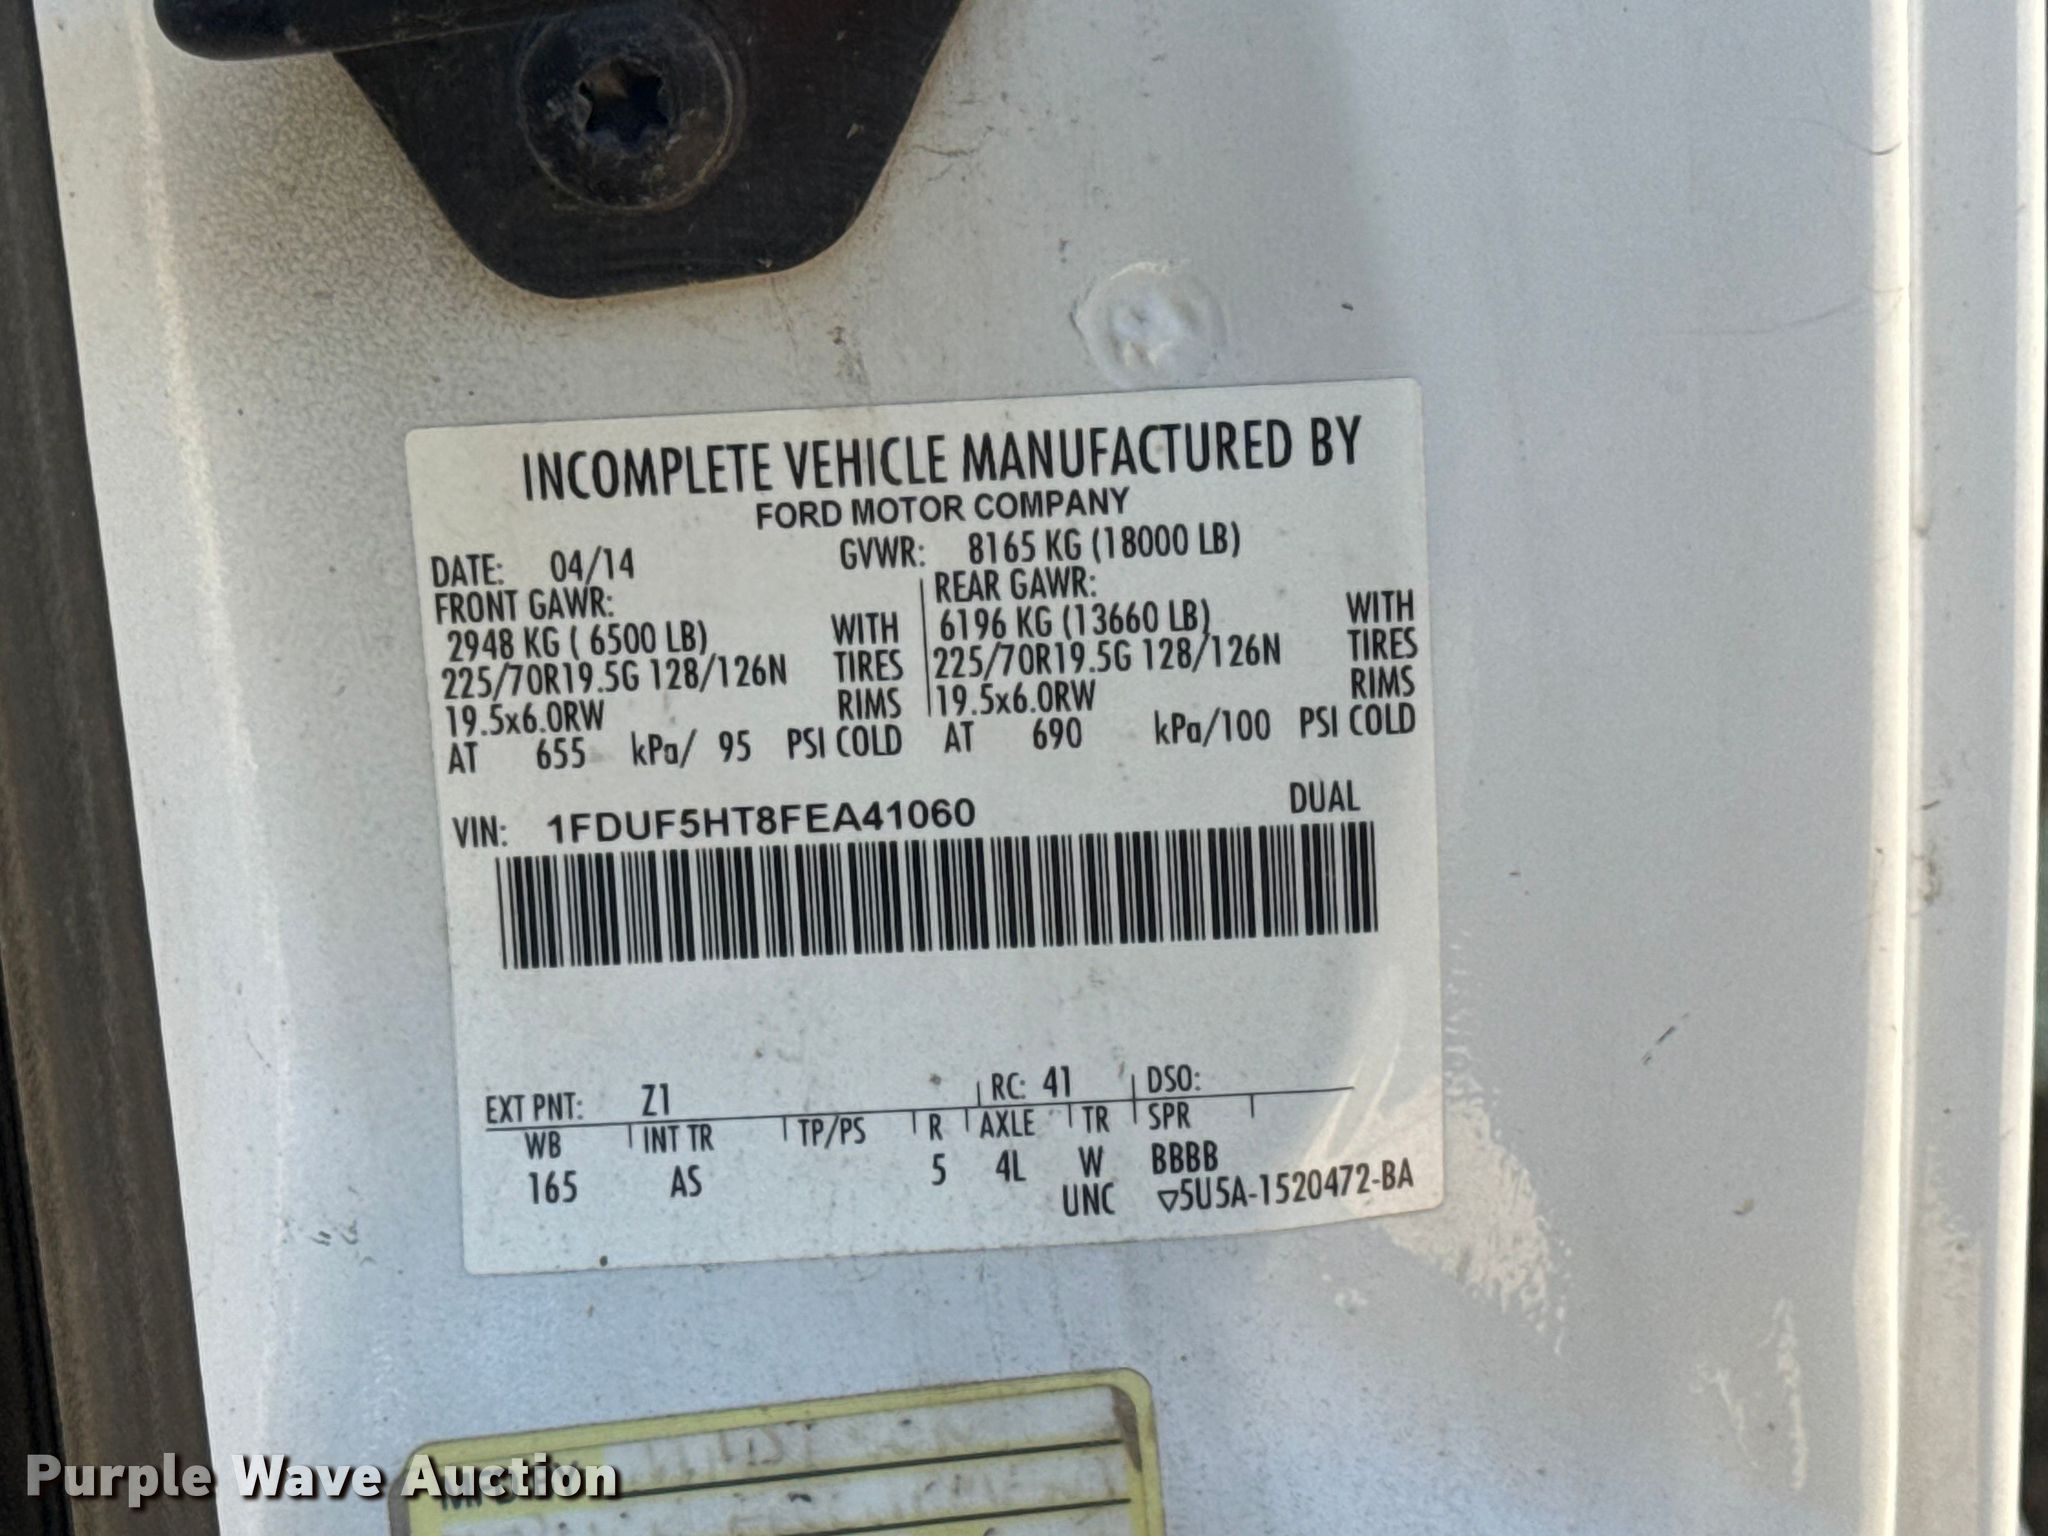 INCOMPLETE VEHICLE MANUFACTURED BY
FORD MOTOR COMPANY
DATE: 04/14 GVWR: 8165 KG (18000 LB)
FRONT GAWR: REAR GAWR:
2948 KG ( 6500 LB) WITH 6196 KG (13660 LB) WITH
225/70R19.5G 128/126N TIRES 225/70R19.5G 128/126N TIRES
19.5x6.0RW RIMS 19.5x6.0RW RIMS
AT 655 kPa/ 95 PSI COLD AT 690 kPa/100 PSI COLD
VIN: 1FDUF5HT8FEA41060 DUAL
EXT PNT: Z1 RC: 41 DSO:
WB INT TR TP/PS R AXLE TR SPR
165 AS 5 4L W BBBB
UNC ▽5U5A-1520472-BA
Purple Wave Auction